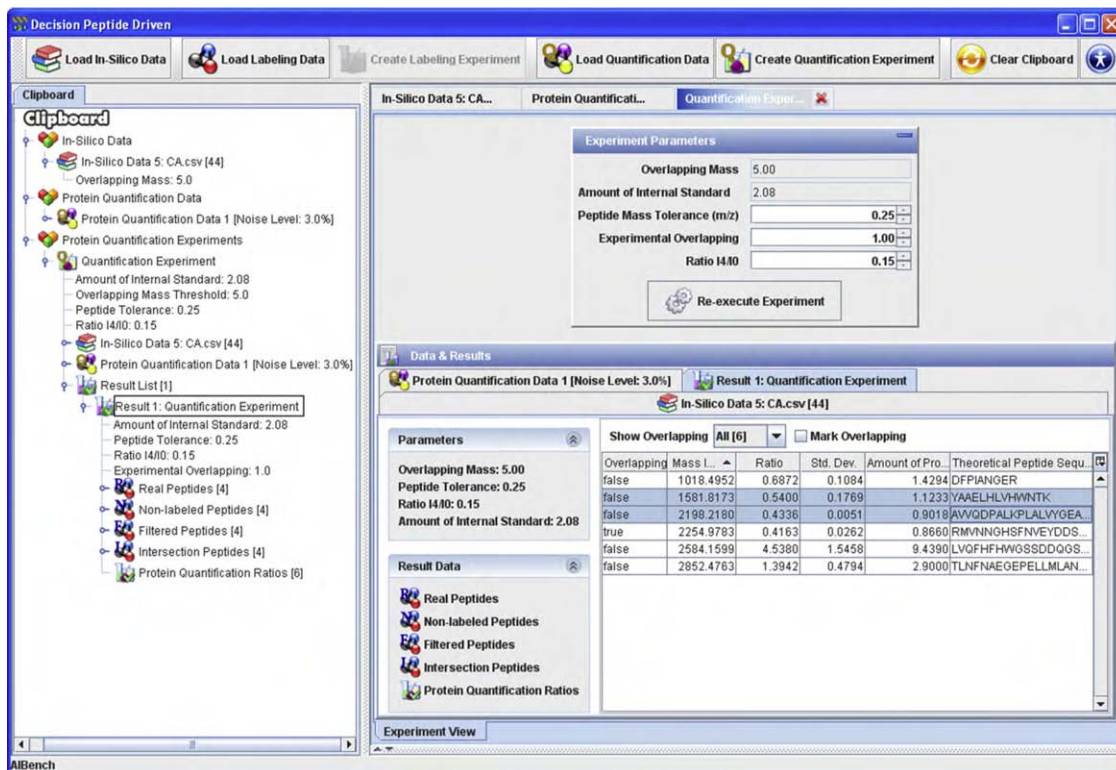 Decision Peptide Driven
Load In-Silico Data
Load Labeling Data
Create Labeling Experiment
Load Quantification Data
Create Quantification Experiment
Clear Clipboard
Clipboard
Clipboard
In-Silico Data
In-Silico Data 5: CA.csv [44]
Overlapping Mass: 5.0
Protein Quantification Data
Protein Quantification Data 1 [Noise Level: 3.0%]
Protein Quantification Experiments
Quantification Experiment
Amount of Internal Standard: 2.08
Overlapping Mass Threshold: 5.0
Peptide Tolerance: 0.25
Ratio I4/I0: 0.15
In-Silico Data 5: CA.csv [44]
Protein Quantification Data 1 [Noise Level: 3.0%]
Result List [1]
Result 1: Quantification Experiment
Amount of Internal Standard: 2.08
Peptide Tolerance: 0.25
Ratio I4/I0: 0.15
Experimental Overlapping: 1.0
Real Peptides [4]
Non-labeled Peptides [4]
Filtered Peptides [4]
Intersection Peptides [4]
Protein Quantification Ratios [6]
In-Silico Data 5: CA...
Protein Quantificati...
Quantification Exper...
Experiment Parameters
Overlapping Mass 5.00
Amount of Internal Standard 2.08
Peptide Mass Tolerance (m/z) 0.25
Experimental Overlapping 1.00
Ratio I4/I0 0.15
Re-execute Experiment
Data & Results
Protein Quantification Data 1 [Noise Level: 3.0%]
Result 1: Quantification Experiment
In-Silico Data 5: CA.csv [44]
Parameters
Overlapping Mass: 5.00
Peptide Tolerance: 0.25
Ratio I4/I0: 0.15
Amount of Internal Standard: 2.08
Result Data
Real Peptides
Non-labeled Peptides
Filtered Peptides
Intersection Peptides
Protein Quantification Ratios
Show Overlapping All [6] Mark Overlapping
Overlapping Mass I... Ratio Std. Dev. Amount of Pro... Theoretical Peptide Sequ...
false 1018.4952 0.6872 0.1084 1.4294 DFPIANGER
false 1581.8173 0.5400 0.1769 1.1233 YAAELHLVHWNTK
false 2198.2180 0.4336 0.0051 0.9018 AVVQDPALKPLALVYGEA...
true 2254.9783 0.4163 0.0262 0.8660 RMVNNGHSFNVEYDDS...
false 2584.1599 4.5380 1.5458 9.4390 LVQFHFHWGSSDDQGS...
false 2852.4763 1.3942 0.4794 2.9000 TLNFNAEGEPELLMLAN...
Experiment View
AIBench